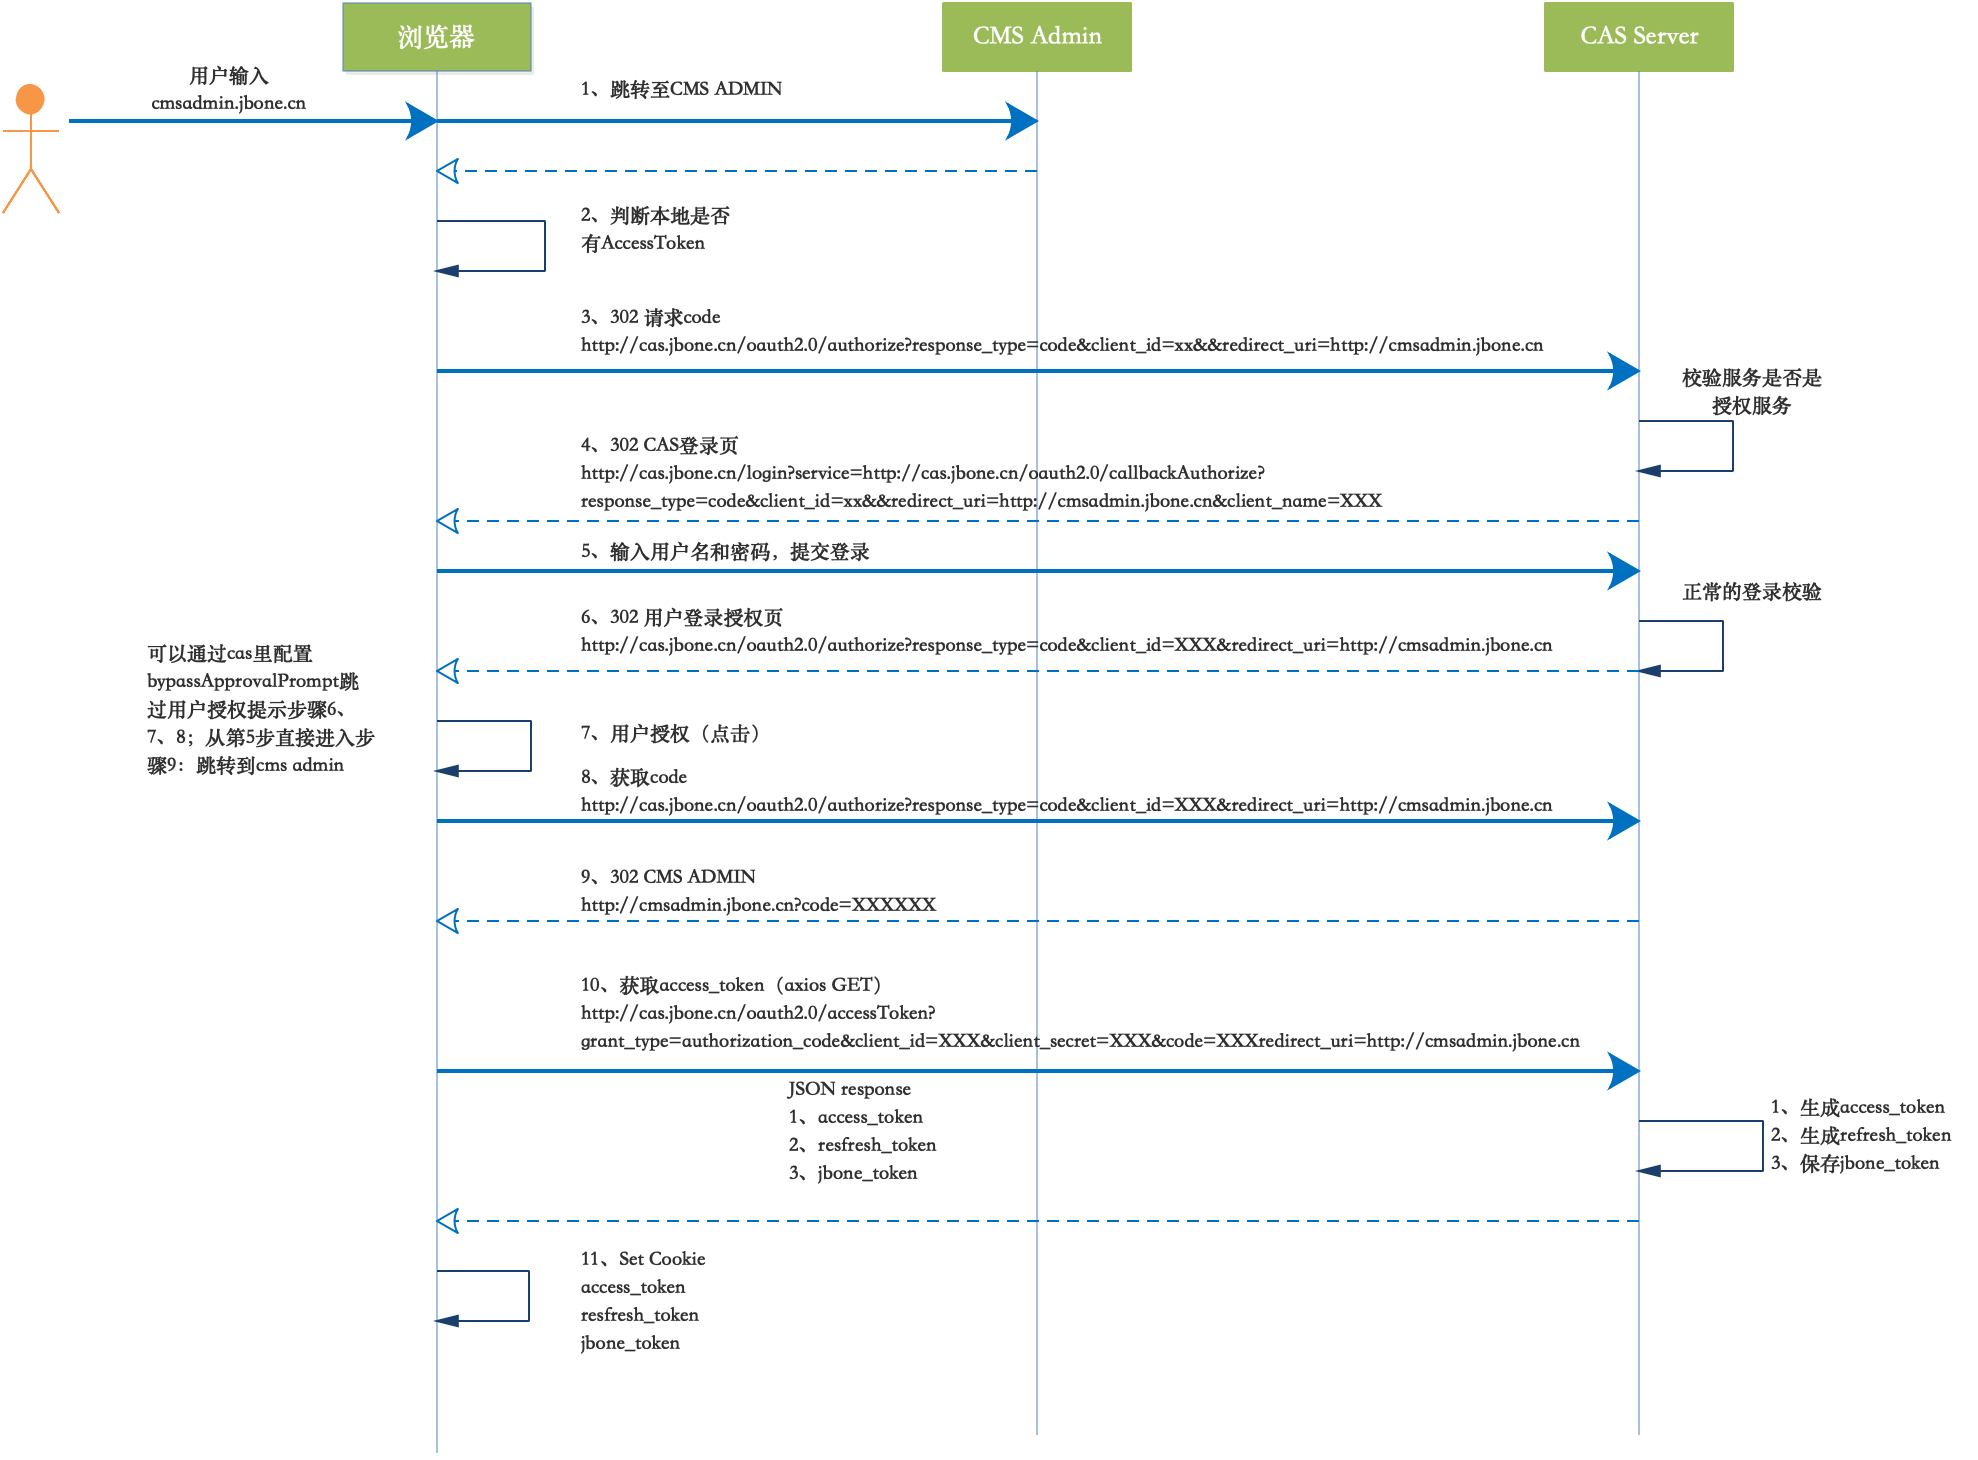 浏览器
CMS Admin
CAS Server
用户输入
cmsadmin.jbone.cn
1、跳转至CMS ADMIN
2、判断本地是否
有AccessToken
3、302 请求code
http://cas.jbone.cn/oauth2.0/authorize?response_type=code&client_id=xx&&redirect_uri=http://cmsadmin.jbone.cn
校验服务是否是
授权服务
4、302 CAS登录页
http://cas.jbone.cn/login?service=http://cas.jbone.cn/oauth2.0/callbackAuthorize?
response_type=code&client_id=xx&&redirect_uri=http://cmsadmin.jbone.cn&client_name=XXX
5、输入用户名和密码，提交登录
正常的登录校验
6、302 用户登录授权页
http://cas.jbone.cn/oauth2.0/authorize?response_type=code&client_id=XXX&redirect_uri=http://cmsadmin.jbone.cn
可以通过cas里配置
bypassApprovalPrompt跳
过用户授权提示步骤6、
7、8；从第5步直接进入步
骤9：跳转到cms admin
7、用户授权（点击）
8、获取code
http://cas.jbone.cn/oauth2.0/authorize?response_type=code&client_id=XXX&redirect_uri=http://cmsadmin.jbone.cn
9、302 CMS ADMIN
http://cmsadmin.jbone.cn?code=XXXXXX
10、获取access_token（axios GET）
http://cas.jbone.cn/oauth2.0/accessToken?
grant_type=authorization_code&client_id=XXX&client_secret=XXX&code=XXXredirect_uri=http://cmsadmin.jbone.cn
JSON response
1、access_token
2、resfresh_token
3、jbone_token
1、生成access_token
2、生成refresh_token
3、保存jbone_token
11、Set Cookie
access_token
resfresh_token
jbone_token